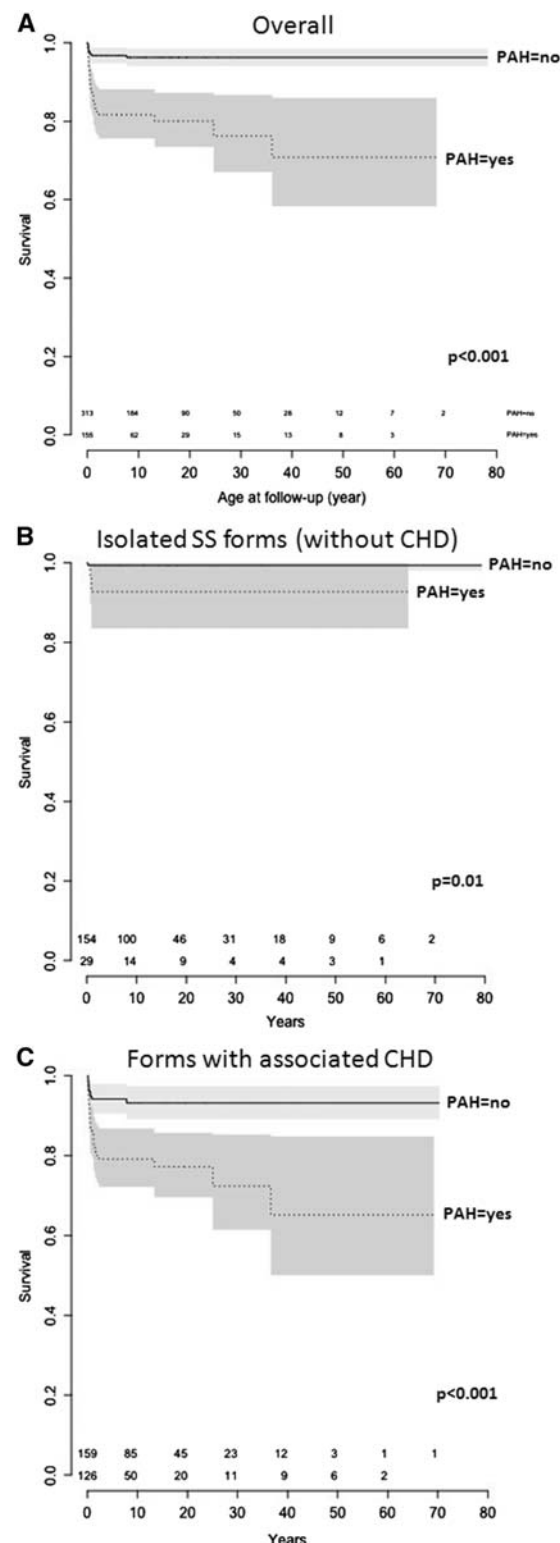 A
Overall
1.0
PAH=no
0.8
PAH=yes
0.6
Survival
0.4
p<0.001
0.2
313 184 90 50 26 12 7 2 PAH=no
155 62 29 15 13 8 3 PAH=yes
0.0
0 10 20 30 40 50 60 70 80
Age at follow-up (year)
B
Isolated SS forms (without CHD)
1.0
PAH=no
PAH=yes
0.8
0.6
Survival
0.4
p=0.01
0.2
154 100 46 31 18 9 6 2
29 14 9 4 4 3 1
0.0
0 10 20 30 40 50 60 70 80
Years
C
Forms with associated CHD
1.0
PAH=no
0.8
PAH=yes
0.6
Survival
0.4
p<0.001
0.2
159 85 45 23 12 3 1 1
126 50 20 11 9 6 2
0.0
0 10 20 30 40 50 60 70 80
Years